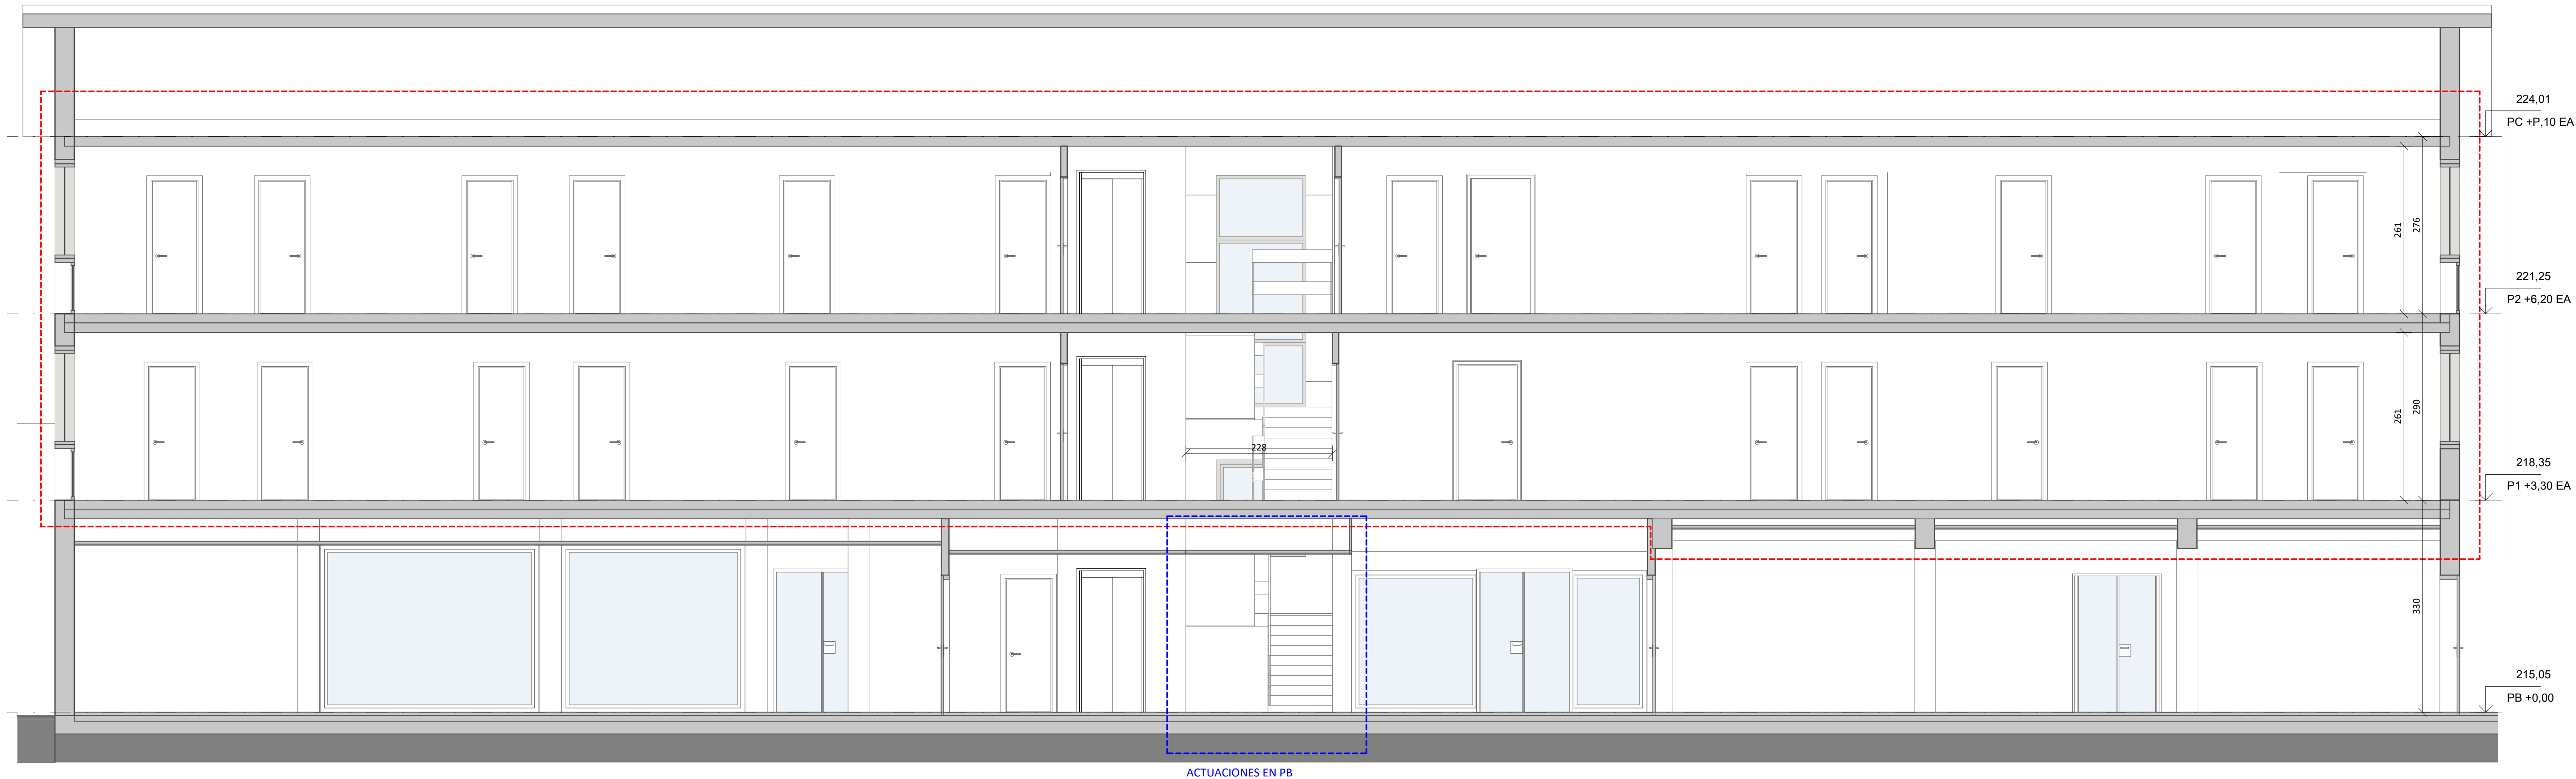 224,01
PC +P,10 EA
261
276
221,25
P2 +6,20 EA
261
290
228
218,35
P1 +3,30 EA
330
215,05
PB +0,00
ACTUACIONES EN PB